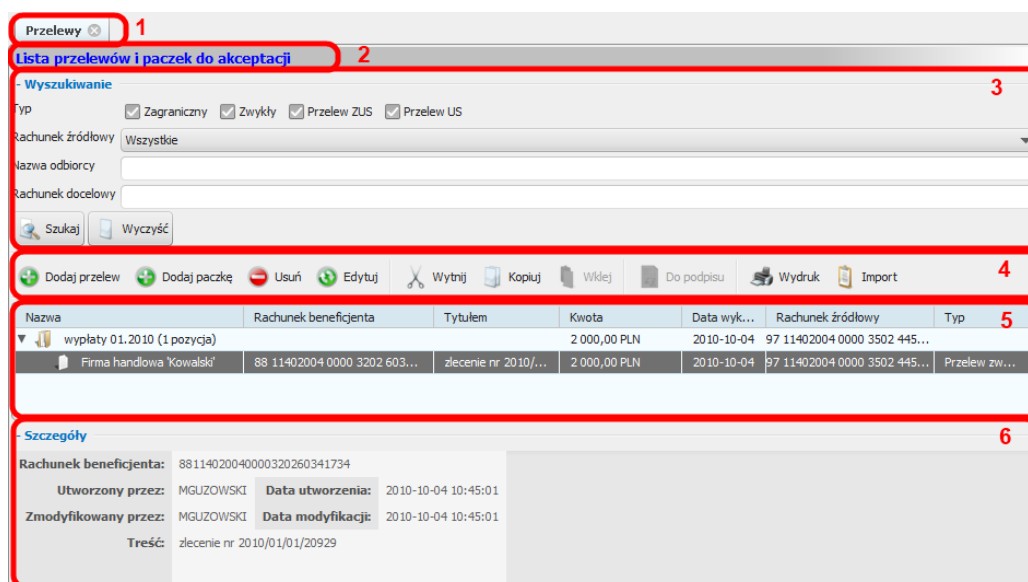 Przelewy 1
Lista przelewów i paczek do akceptacji 2
- Wyszukiwanie 3
Typ Zagraniczny Zwykły Przelew ZUS Przelew US
Rachunek źródłowy Wszystkie
Nazwa odbiorcy
Rachunek docelowy
Szukaj Wyczyść
Dodaj przelew Dodaj paczkę Usuń Edytuj Wytnij Kopiuj Wklej Do podpisu Wydruk Import 4
Nazwa Rachunek beneficjenta Tytułem Kwota Data wyk... Rachunek źródłowy Typ 5
wypłaty 01.2010 (1 pozycja) 2 000,00 PLN 2010-10-04 97 11402004 0000 3502 445...
Firma handlowa 'Kowalski' 88 11402004 0000 3202 603... zlecenie nr 2010/... 2 000,00 PLN 2010-10-04 97 11402004 0000 3502 445... Przelew zw...
- Szczegóły 6
Rachunek beneficjenta: 88114020040000320260341734
Utworzony przez: MGUZOWSKI Data utworzenia: 2010-10-04 10:45:01
Zmodyfikowany przez: MGUZOWSKI Data modyfikacji: 2010-10-04 10:45:01
Treść: zlecenie nr 2010/01/01/20929